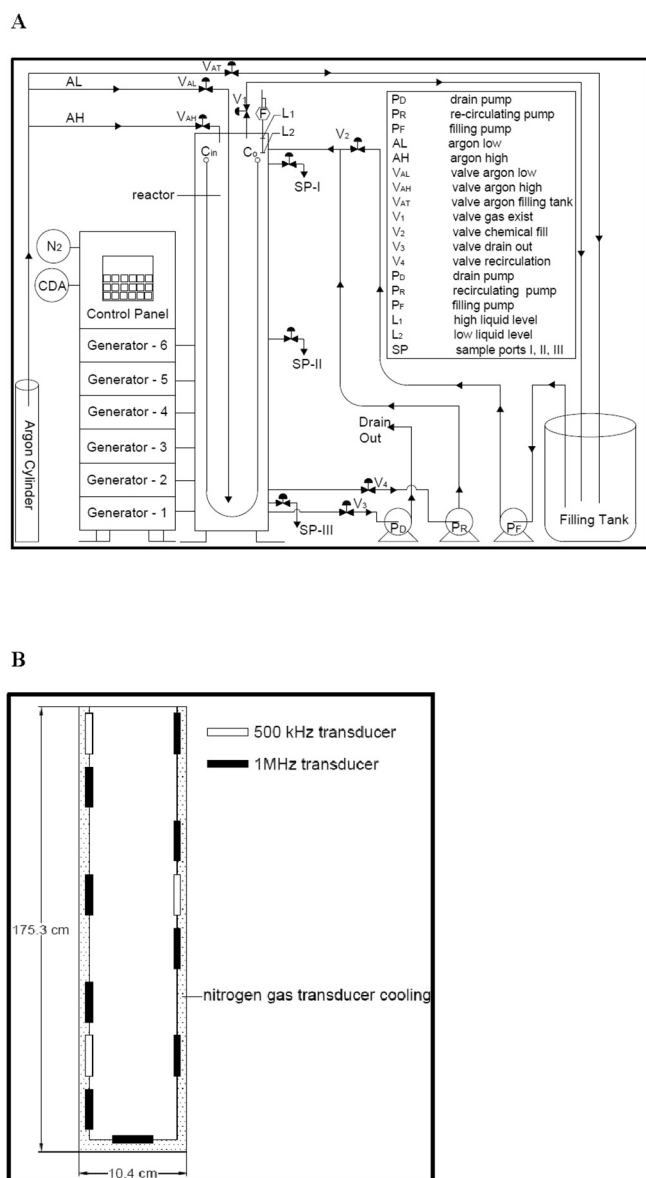 A
VAT
AL
VAL
V1
AH
VAH
F
L1
L2
V2
Cin
Co
SP-I
reactor
N2
CDA
Control Panel
Generator - 6
SP-II
Generator - 5
Generator - 4
Generator - 3
Generator - 2
Generator - 1
Argon Cylinder
Drain
Out
V4
V3
SP-III
PD
PR
PF
Filling Tank
PD drain pump
PR re-circulating pump
PF filling pump
AL argon low
AH argon high
VAL valve argon low
VAH valve argon high
VAT valve argon filling tank
V1 valve gas exist
V2 valve chemical fill
V3 valve drain out
V4 valve recirculation
PD drain pump
PR recirculating pump
PF filling pump
L1 high liquid level
L2 low liquid level
SP sample ports I, II, III
B
500 kHz transducer
1MHz transducer
175.3 cm
nitrogen gas transducer cooling
10.4 cm